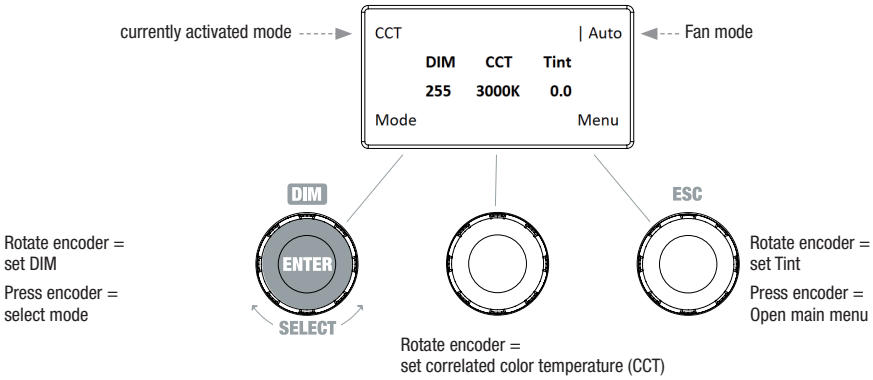 currently activated mode
CCT | Auto
Fan mode
DIM CCT Tint
255 3000K 0.0
Mode Menu
DIM
ESC
Rotate encoder =
set DIM
Press encoder =
select mode
ENTER
SELECT
Rotate encoder =
set correlated color temperature (CCT)
Rotate encoder =
set Tint
Press encoder =
Open main menu